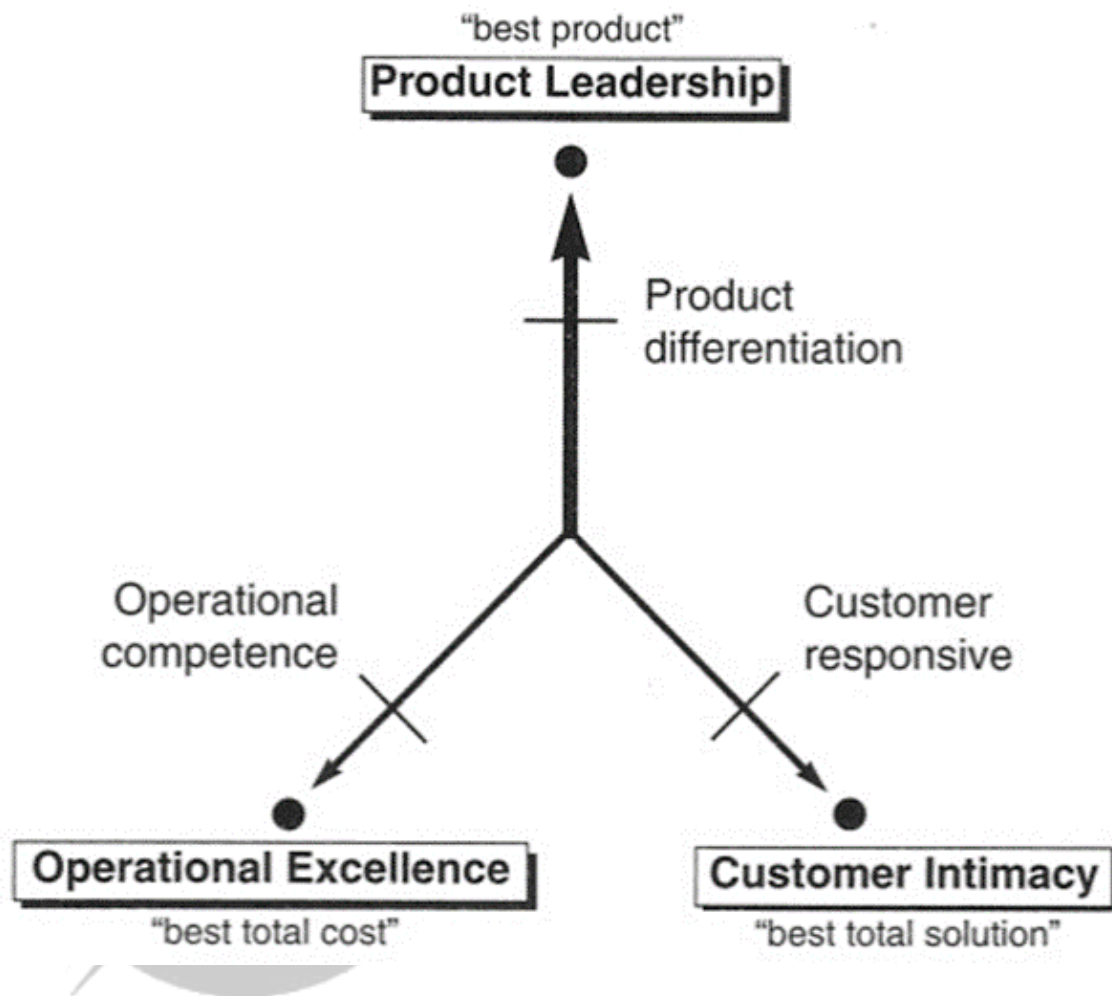 “best product”
Product Leadership
Product
differentiation
Operational
competence
Customer
responsive
Operational Excellence
“best total cost”
Customer Intimacy
“best total solution”